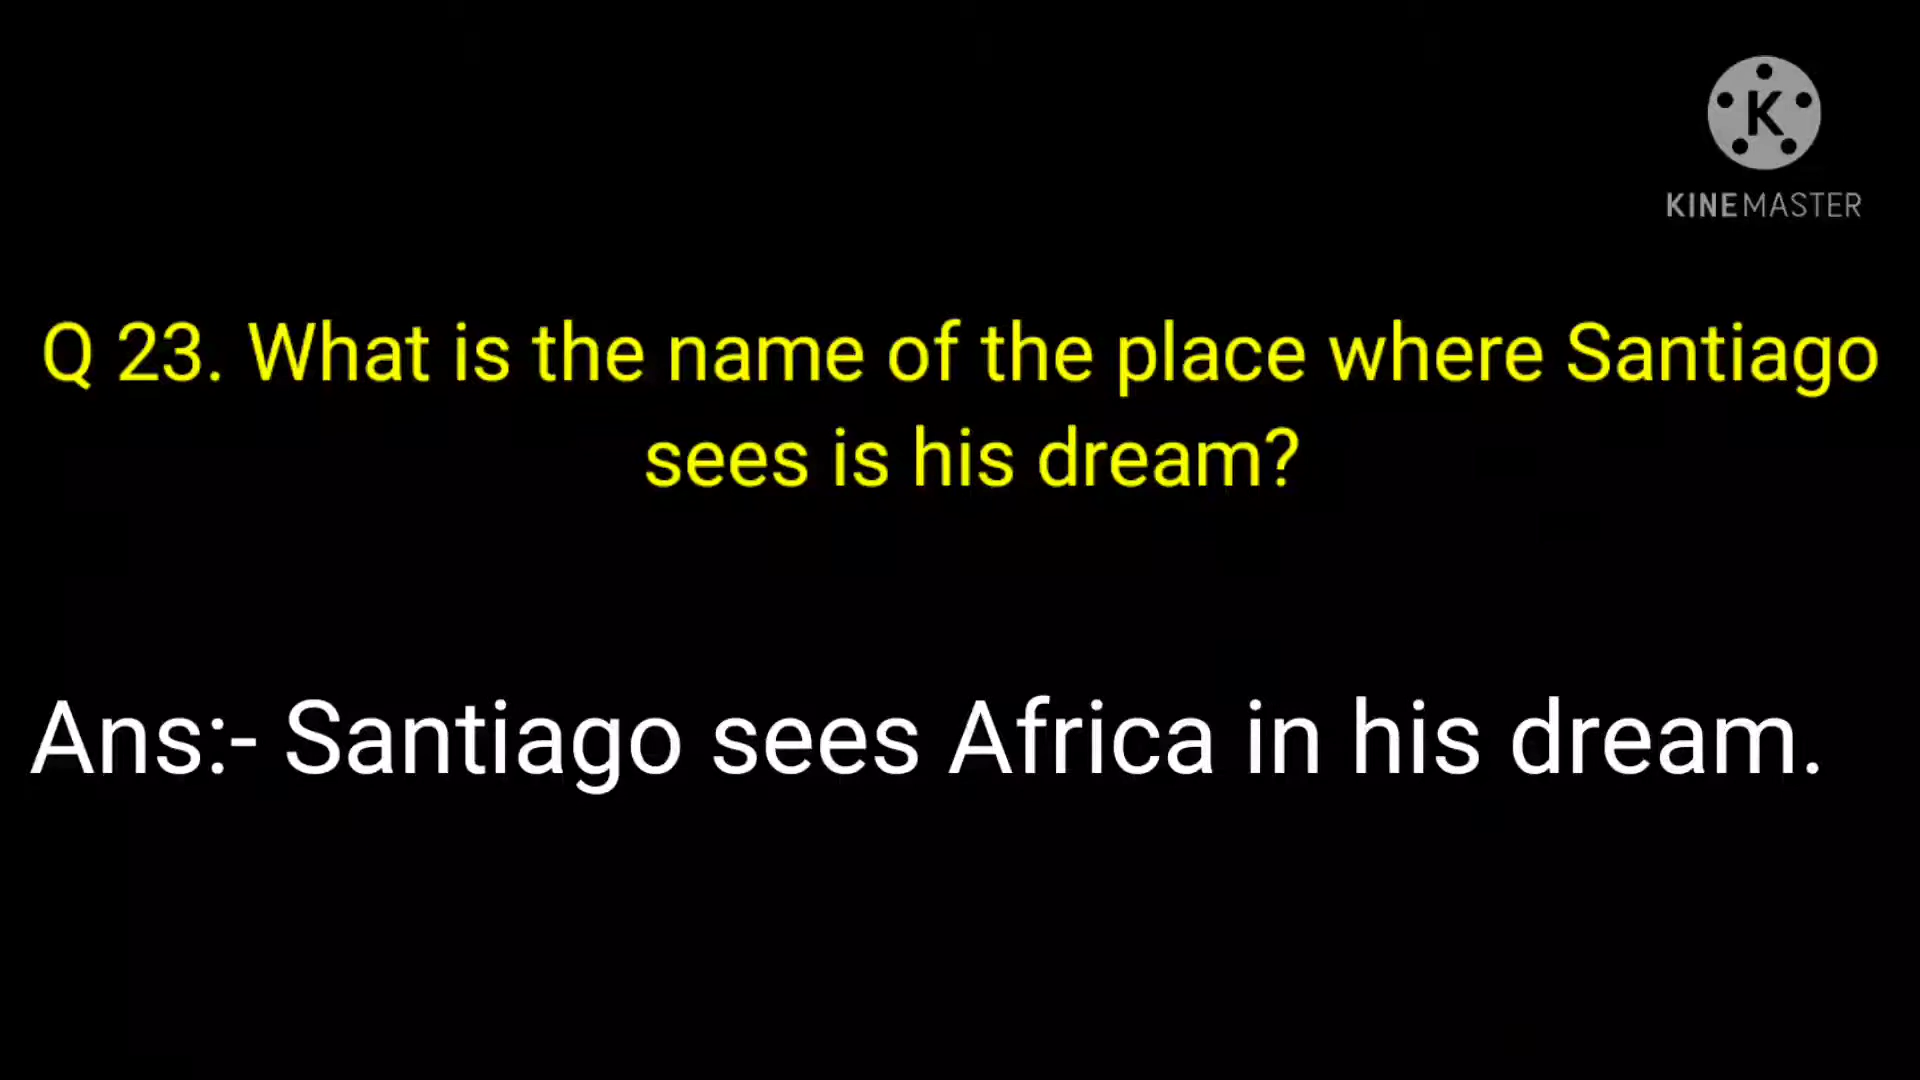 K
KINEMASTER
Q 23. What is the name of the place where Santiago
sees is his dream?
Ans:- Santiago sees Africa in his dream.